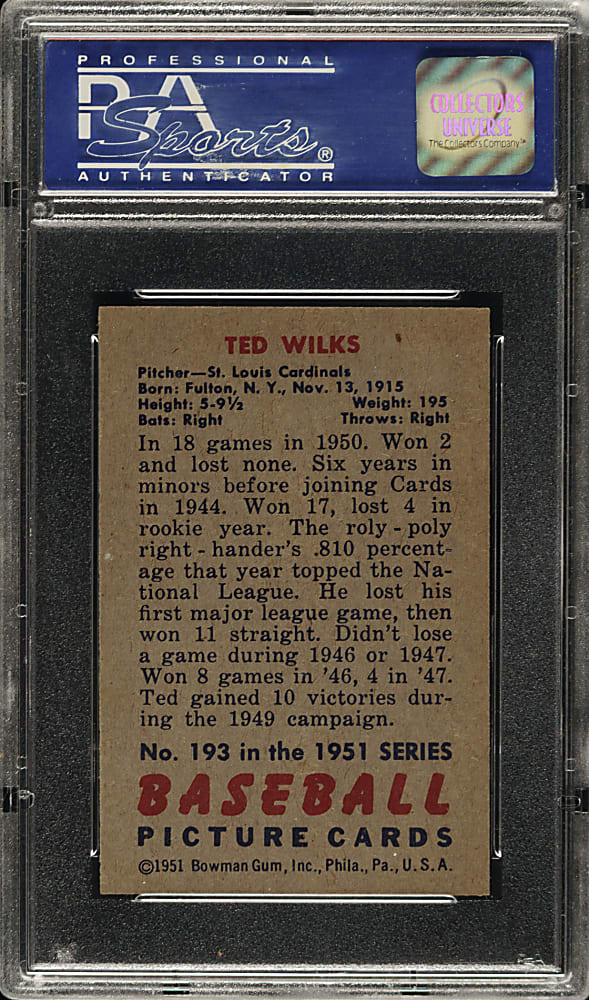 PROFESSIONAL
PSA
Sports®
AUTHENTICATOR
COLLECTORS
UNIVERSE
The Collectors Company™
TED WILKS
Pitcher—St. Louis Cardinals
Born: Fulton, N. Y., Nov. 13, 1915
Height: 5-9½ Weight: 195
Bats: Right Throws: Right
In 18 games in 1950. Won 2
and lost none. Six years in
minors before joining Cards
in 1944. Won 17, lost 4 in
rookie year. The roly-poly
right-hander's .810 percent-
age that year topped the Na-
tional League. He lost his
first major league game, then
won 11 straight. Didn't lose
a game during 1946 or 1947.
Won 8 games in '46, 4 in '47.
Ted gained 10 victories dur-
ing the 1949 campaign.
No. 193 in the 1951 SERIES
BASEBALL
PICTURE CARDS
©1951 Bowman Gum, Inc., Phila., Pa., U. S. A.